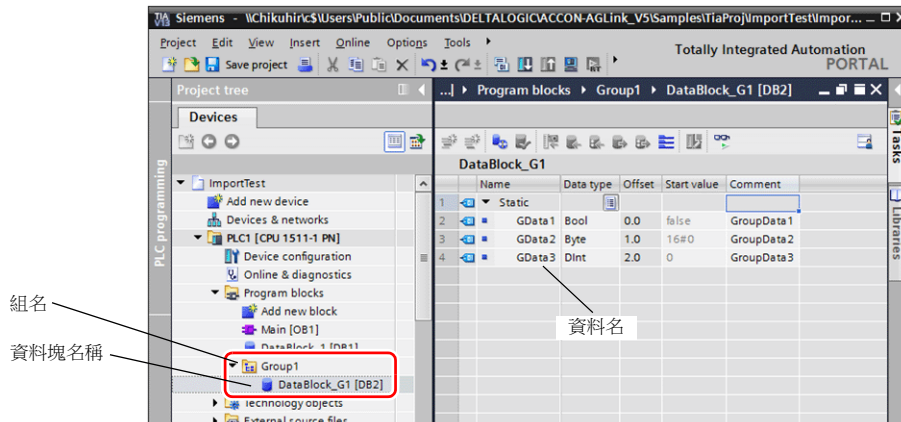 Siemens - \\Chikuhir\c$\Users\Public\Documents\DELTALOGIC\ACCON-AGLink_V5\Samples\TiaProj\ImportTest\Impor...
Project Edit View Insert Online Options Tools
Totally Integrated Automation
PORTAL
Save project
Project tree
...| Program blocks Group1 DataBlock_G1 [DB2]
Devices
Tasks
Libraries
PLC programming
DataBlock_G1
Name Data type Offset Start value Comment
1 Static
2 GData1 Bool 0.0 false GroupData1
3 GData2 Byte 1.0 16#0 GroupData2
4 GData3 DInt 2.0 0 GroupData3
ImportTest
Add new device
Devices & networks
PLC1 [CPU 1511-1 PN]
Device configuration
Online & diagnostics
Program blocks
Add new block
Main [OB1]
DataBlock_1 [DB1]
Group1
DataBlock_G1 [DB2]
Technology objects
External source files
組名
資料塊名稱
資料名